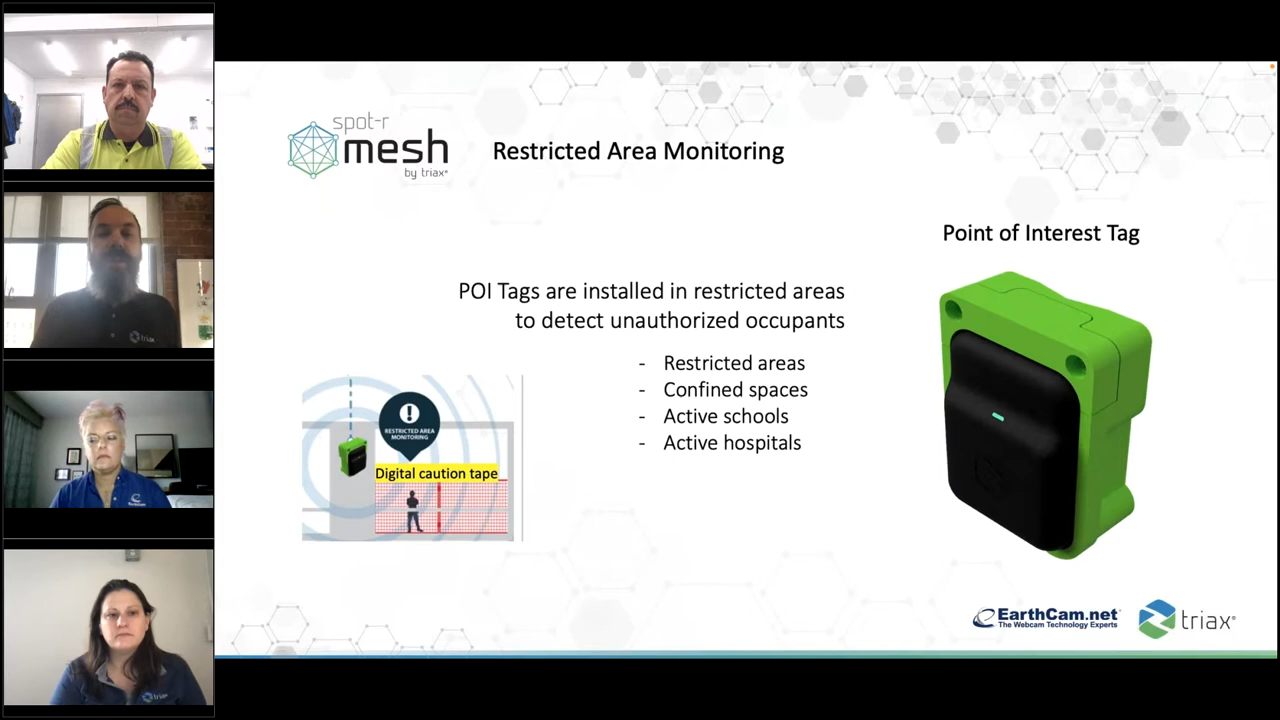 spot-r
mesh
by triax®
Restricted Area Monitoring
Point of Interest Tag
POI Tags are installed in restricted areas
to detect unauthorized occupants
- Restricted areas
- Confined spaces
- Active schools
- Active hospitals
RESTRICTED AREA
MONITORING
Digital caution tape
EarthCam.net
The Webcam Technology Experts
triax®
triax
triax